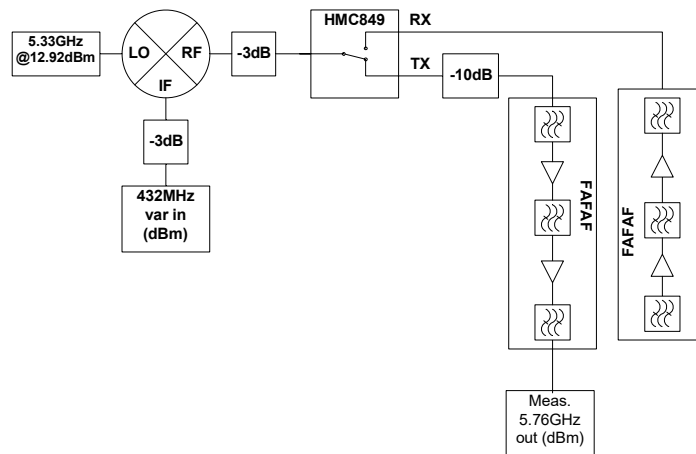 5.33GHz
@12.92dBm
LO
RF
IF
-3dB
-3dB
432MHz
var in
(dBm)
HMC849
RX
TX
-10dB
FAFAF
FAFAF
Meas.
5.76GHz
out (dBm)